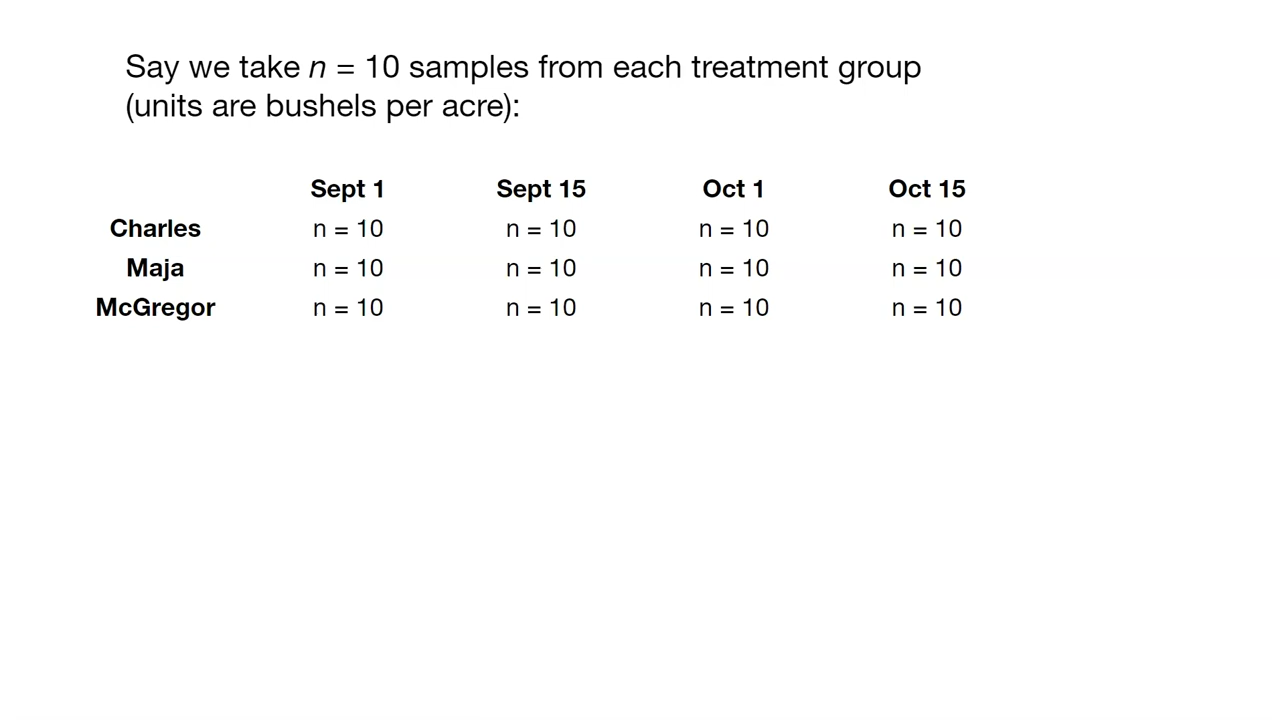 Say we take n = 10 samples from each treatment group
(units are bushels per acre):
Sept 1 Sept 15 Oct 1 Oct 15
Charles n = 10 n = 10 n = 10 n = 10
Maja n = 10 n = 10 n = 10 n = 10
McGregor n = 10 n = 10 n = 10 n = 10